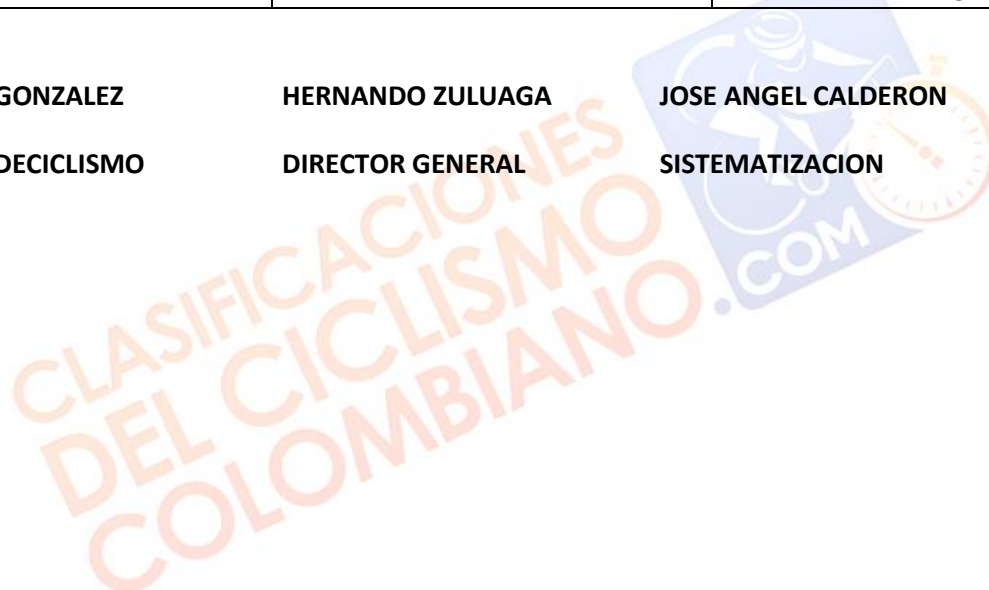 GONZALEZ HERNANDO ZULUAGA JOSE ANGEL CALDERON
DECICLISMO DIRECTOR GENERAL SISTEMATIZACION
CLASIFICACIONES
DEL CICLISMO
COLOMBIANO.COM